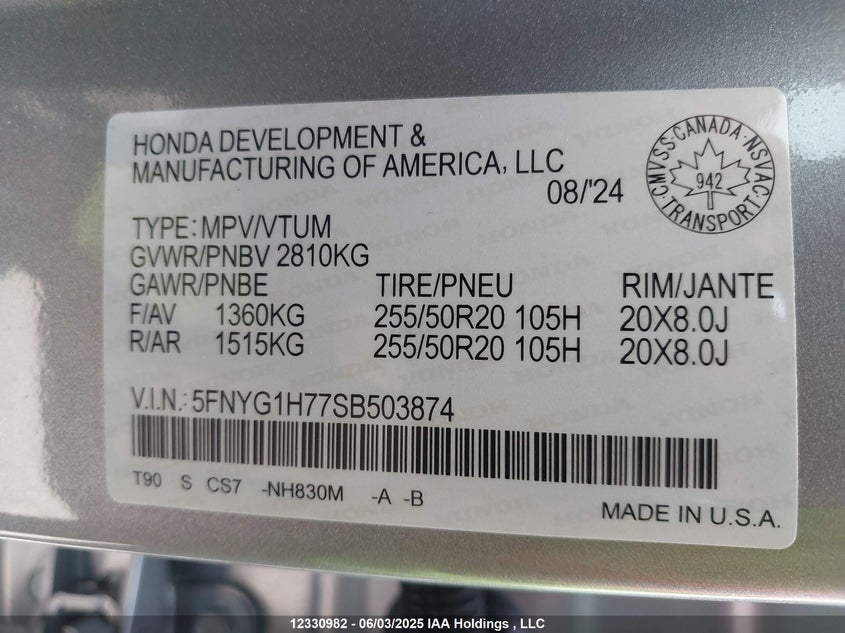 HONDA DEVELOPMENT &
MANUFACTURING OF AMERICA, LLC
08/'24
CMVSS·CANADA·NSVAC·
942
TRANSPORT
TYPE: MPV/VTUM
GVWR/PNBV 2810KG
GAWR/PNBE TIRE/PNEU RIM/JANTE
F/AV 1360KG 255/50R20 105H 20X8.0J
R/AR 1515KG 255/50R20 105H 20X8.0J
V.I.N.: 5FNYG1H77SB503874
T90 S CS7 -NH830M -A -B
MADE IN U.S.A.
12330982 - 06/03/2025 IAA Holdings , LLC